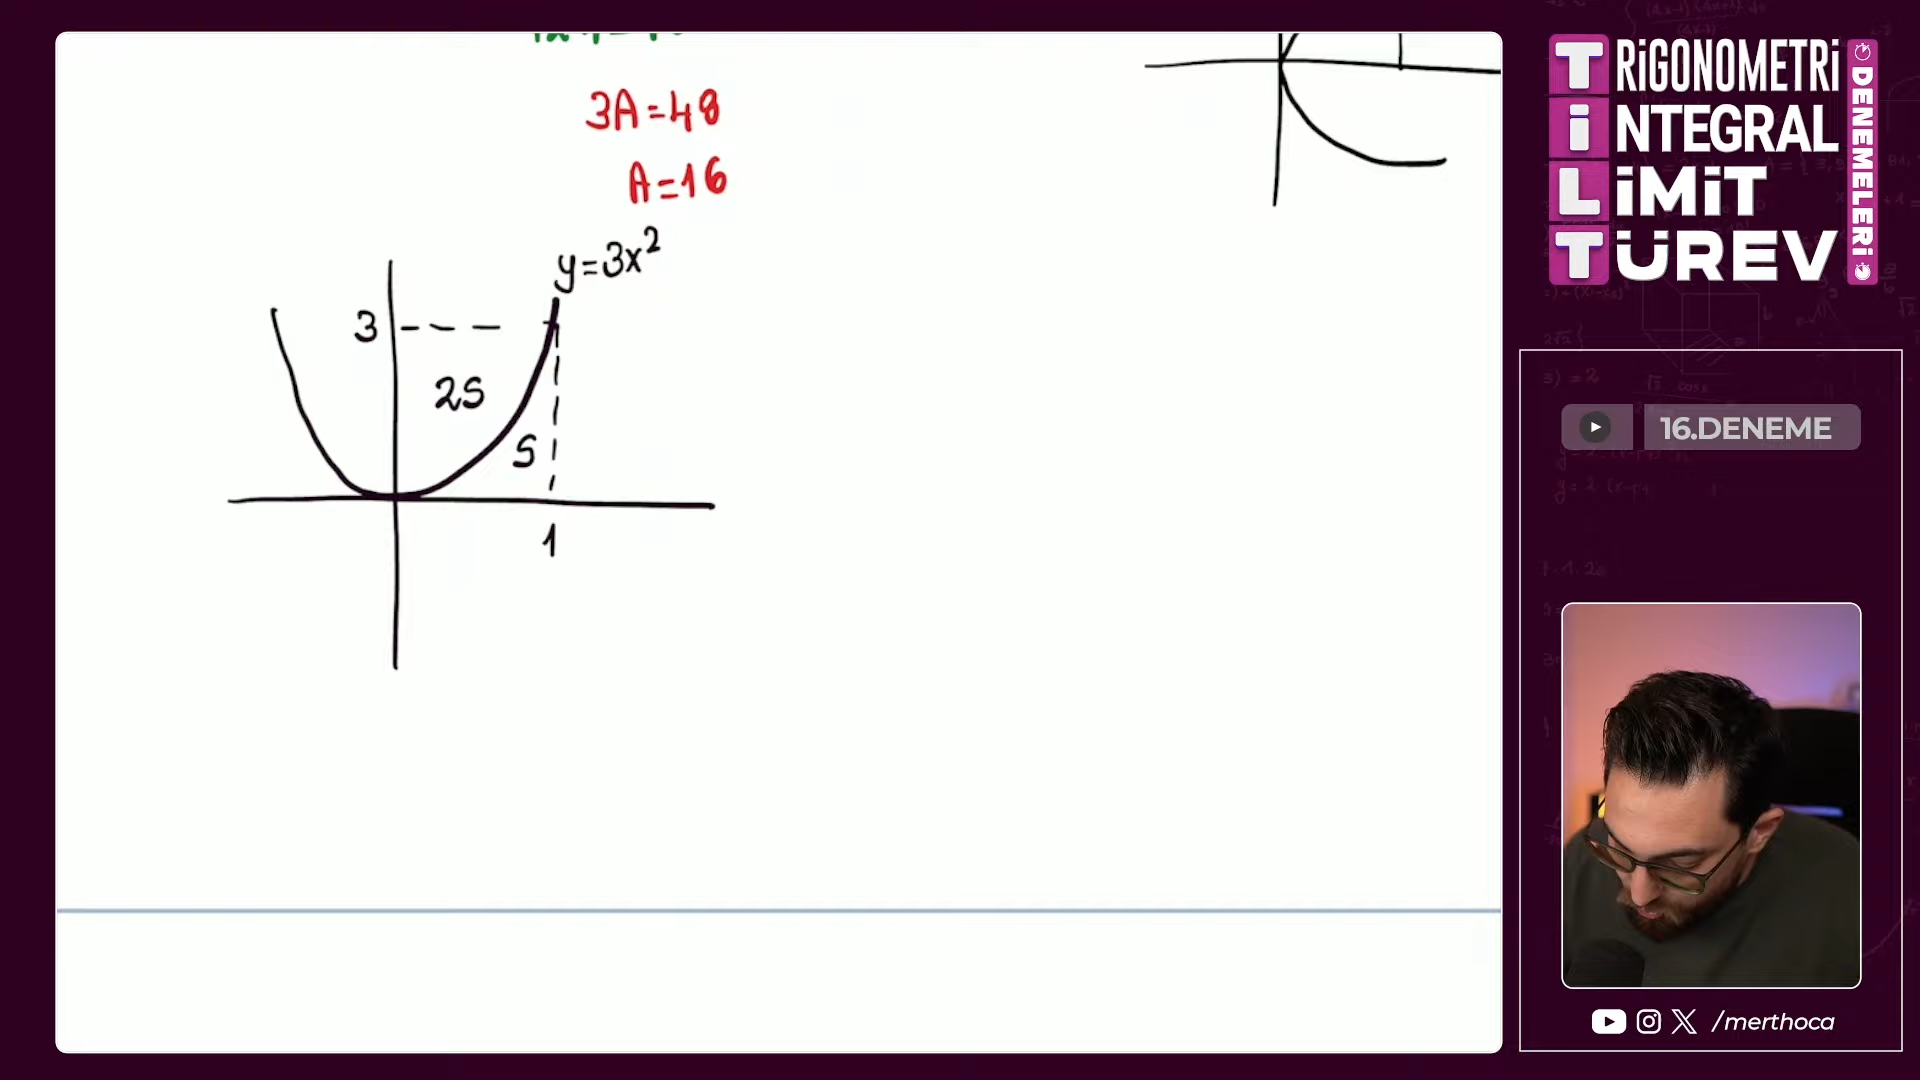 3A=48
A=16
y=3x²
3
2S
S
1
TRİGONOMETRİ
İNTEGRAL
LİMİT
TÜREV
DENEMELERİ
16.DENEME
/merthoca